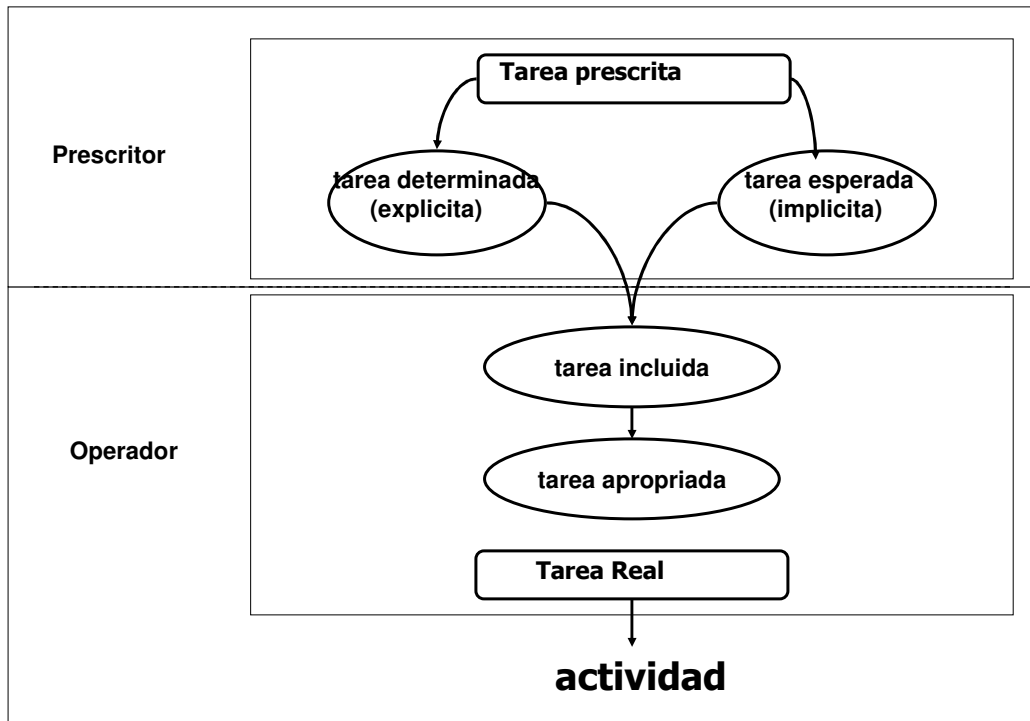 Tarea prescrita
Prescritor
tarea determinada
(explicita)
tarea esperada
(implicita)
tarea incluida
Operador
tarea apropriada
Tarea Real
actividad